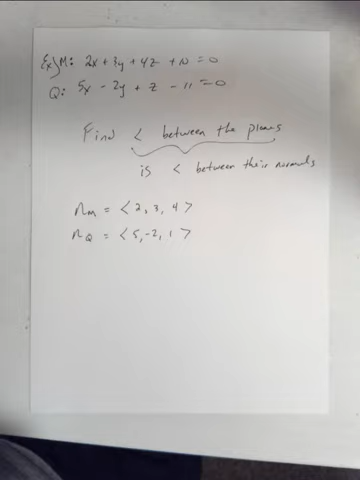 Ex) M: 2x + 3y + 4z + 10 = 0
Q: 5x - 2y + z - 11 = 0
Find < between the planes
is < between their normals
n_M = < 2, 3, 4 >
n_Q = < 5, -2, 1 >